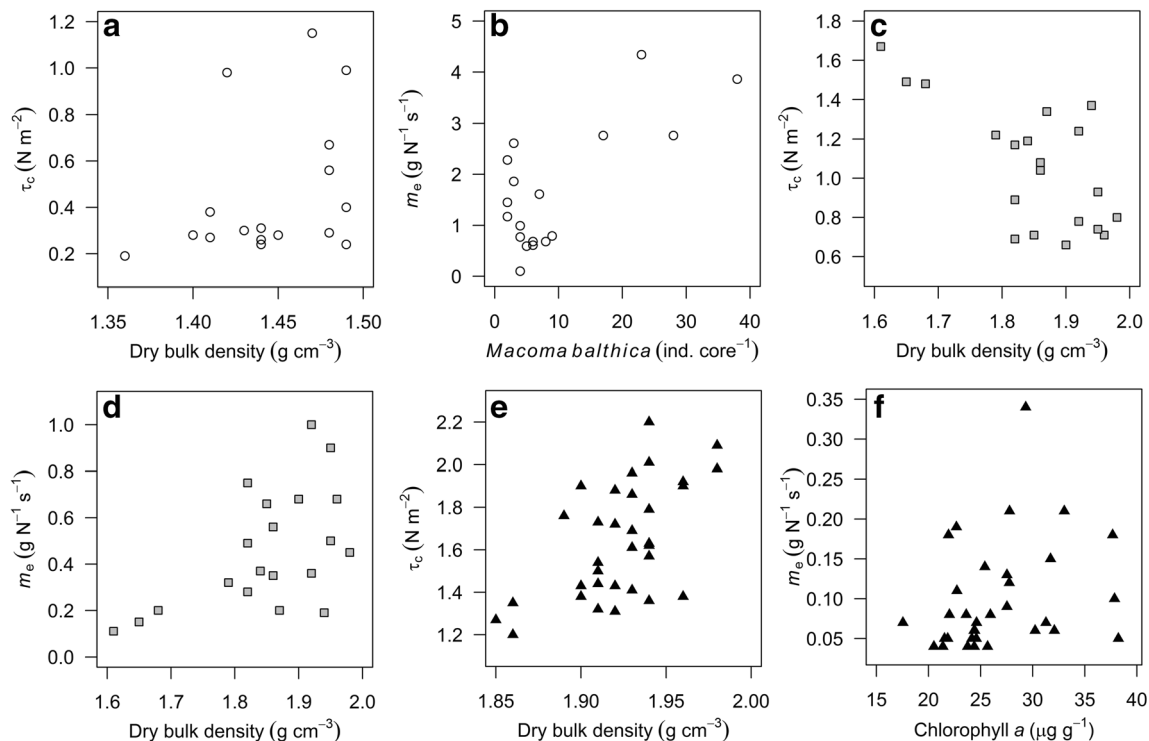 a
1.2
1.0
0.8
0.6
0.4
0.2
τc (N m−2)
1.35 1.40 1.45 1.50
Dry bulk density (g cm−3)
b
5
4
3
2
1
0
me (g N−1 s−1)
0 10 20 30 40
Macoma balthica (ind. core−1)
c
1.8
1.6
1.4
1.2
1.0
0.8
0.6
τc (N m−2)
1.6 1.7 1.8 1.9 2.0
Dry bulk density (g cm−3)
d
1.0
0.8
0.6
0.4
0.2
0.0
me (g N−1 s−1)
1.6 1.7 1.8 1.9 2.0
Dry bulk density (g cm−3)
e
2.2
2.0
1.8
1.6
1.4
1.2
τc (N m−2)
1.85 1.90 1.95 2.00
Dry bulk density (g cm−3)
f
0.35
0.30
0.25
0.20
0.15
0.10
0.05
me (g N−1 s−1)
15 20 25 30 35 40
Chlorophyll a (μg g−1)